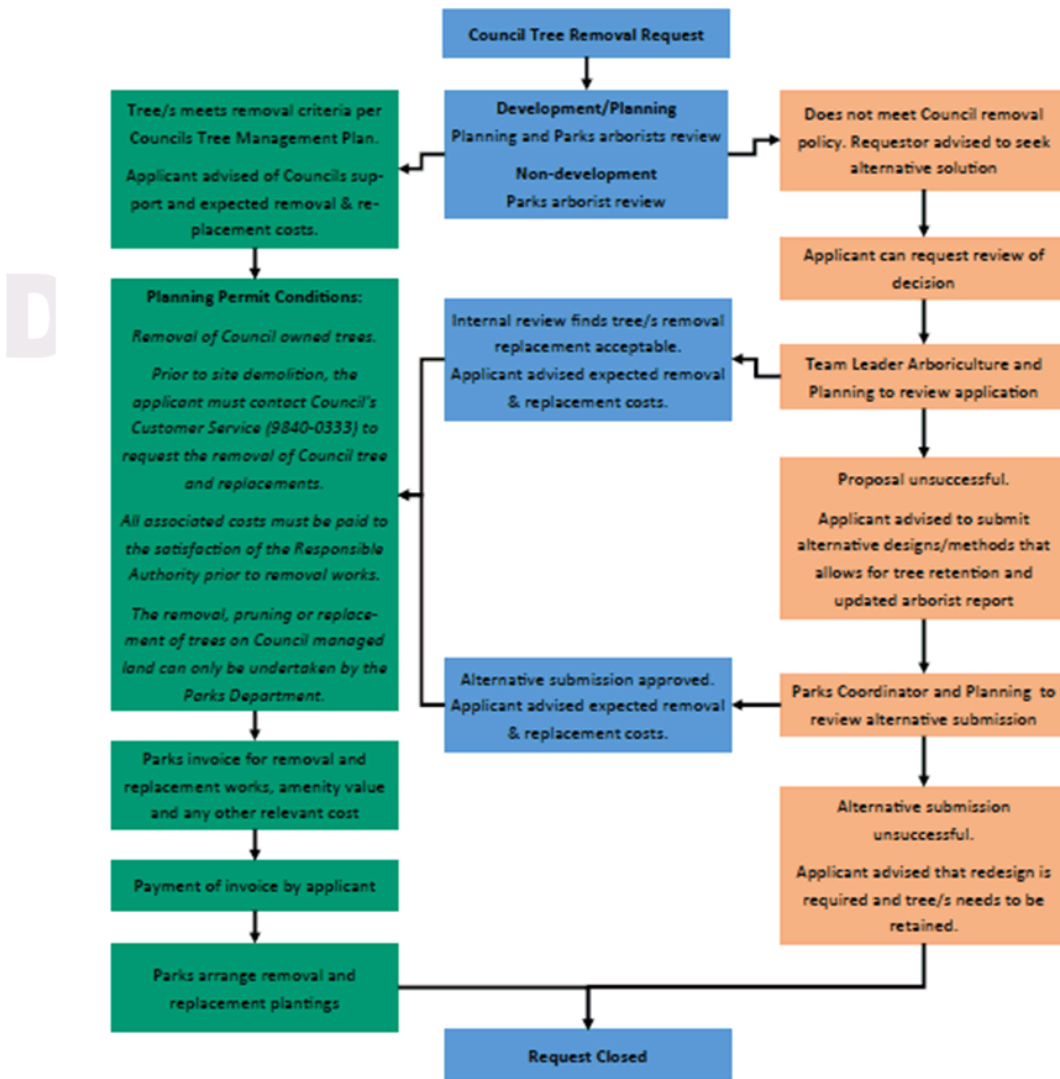 Council Tree Removal Request
Development/Planning
Planning and Parks arborists review
Non-development
Parks arborist review
Tree/s meets removal criteria per
Councils Tree Management Plan.
Applicant advised of Councils sup-
port and expected removal & re-
placement costs.
Does not meet Council removal
policy. Requestor advised to seek
alternative solution
Applicant can request review of
decision
Planning Permit Conditions:
Removal of Council owned trees.
Prior to site demolition, the
applicant must contact Council's
Customer Service (9840-0333) to
request the removal of Council tree
and replacements.
All associated costs must be paid to
the satisfaction of the Responsible
Authority prior to removal works.
The removal, pruning or replace-
ment of trees on Council managed
land can only be undertaken by the
Parks Department.
Internal review finds tree/s removal
replacement acceptable.
Applicant advised expected removal
& replacement costs.
Team Leader Arboriculture and
Planning to review application
Proposal unsuccessful.
Applicant advised to submit
alternative designs/methods that
allows for tree retention and
updated arborist report
Alternative submission approved.
Applicant advised expected removal
& replacement costs.
Parks Coordinator and Planning to
review alternative submission
Parks invoice for removal and
replacement works, amenity value
and any other relevant cost
Alternative submission
unsuccessful.
Applicant advised that redesign is
required and tree/s needs to be
retained.
Payment of invoice by applicant
Parks arrange removal and
replacement plantings
Request Closed
D